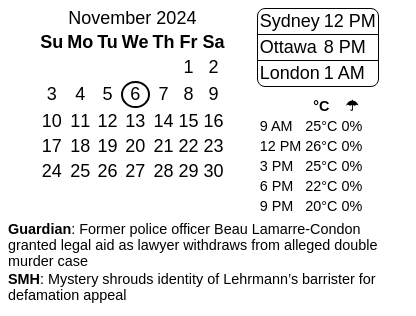 November 2024
Su Mo Tu We Th Fr Sa
1 2
3 4 5 6 7 8 9
10 11 12 13 14 15 16
17 18 19 20 21 22 23
24 25 26 27 28 29 30
Sydney 12 PM
Ottawa 8 PM
London 1 AM
°C ☂
9 AM 25°C 0%
12 PM 26°C 0%
3 PM 25°C 0%
6 PM 22°C 0%
9 PM 20°C 0%
Guardian: Former police officer Beau Lamarre-Condon
granted legal aid as lawyer withdraws from alleged double
murder case
SMH: Mystery shrouds identity of Lehrmann’s barrister for
defamation appeal